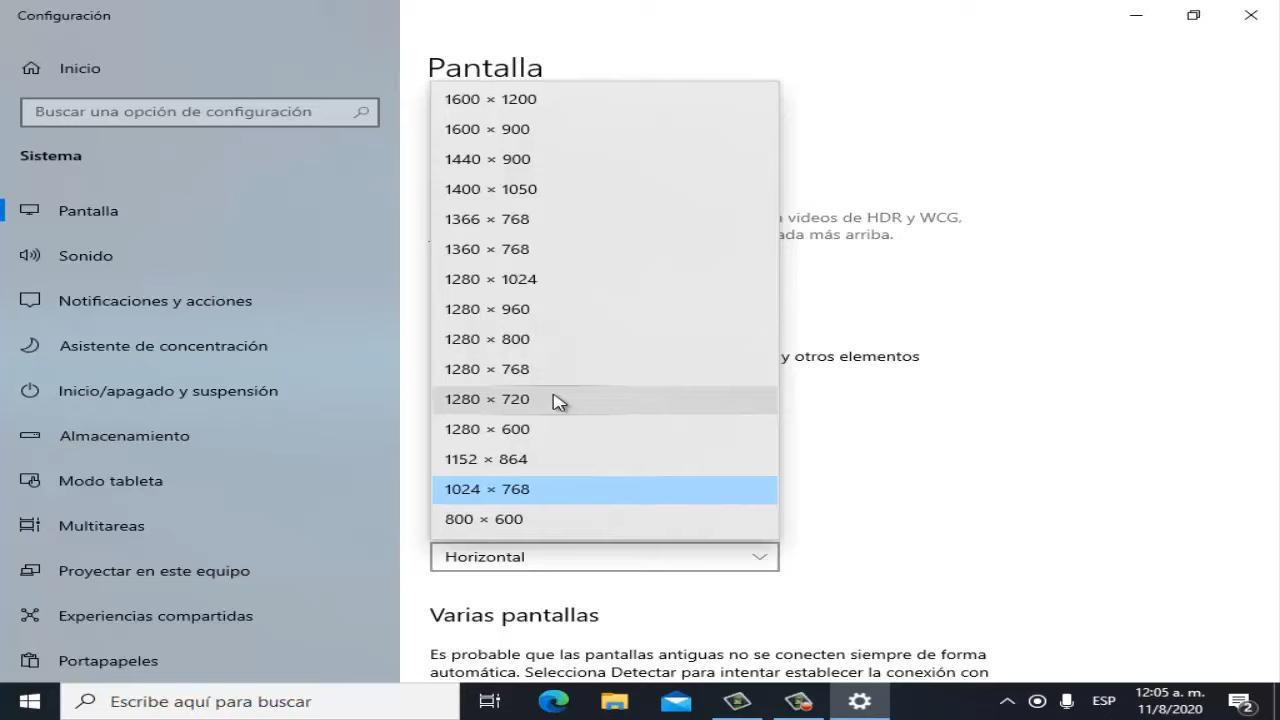 Configuración
Inicio
Buscar una opción de configuración
Sistema
Pantalla
Sonido
Notificaciones y acciones
Asistente de concentración
Inicio/apagado y suspensión
Almacenamiento
Modo tableta
Multitareas
Proyectar en este equipo
Experiencias compartidas
Portapapeles
Pantalla
1600 × 1200
1600 × 900
1440 × 900
1400 × 1050
1366 × 768
1360 × 768
1280 × 1024
1280 × 960
1280 × 800
1280 × 768
1280 × 720
1280 × 600
1152 × 864
1024 × 768
800 × 600
videos de HDR y WCG,
más arriba.
y otros elementos
Horizontal
Varias pantallas
Es probable que las pantallas antiguas no se conecten siempre de forma
automática. Selecciona Detectar para intentar establecer la conexión con
Escribe aquí para buscar
ESP
12:05 a. m.
11/8/2020
2